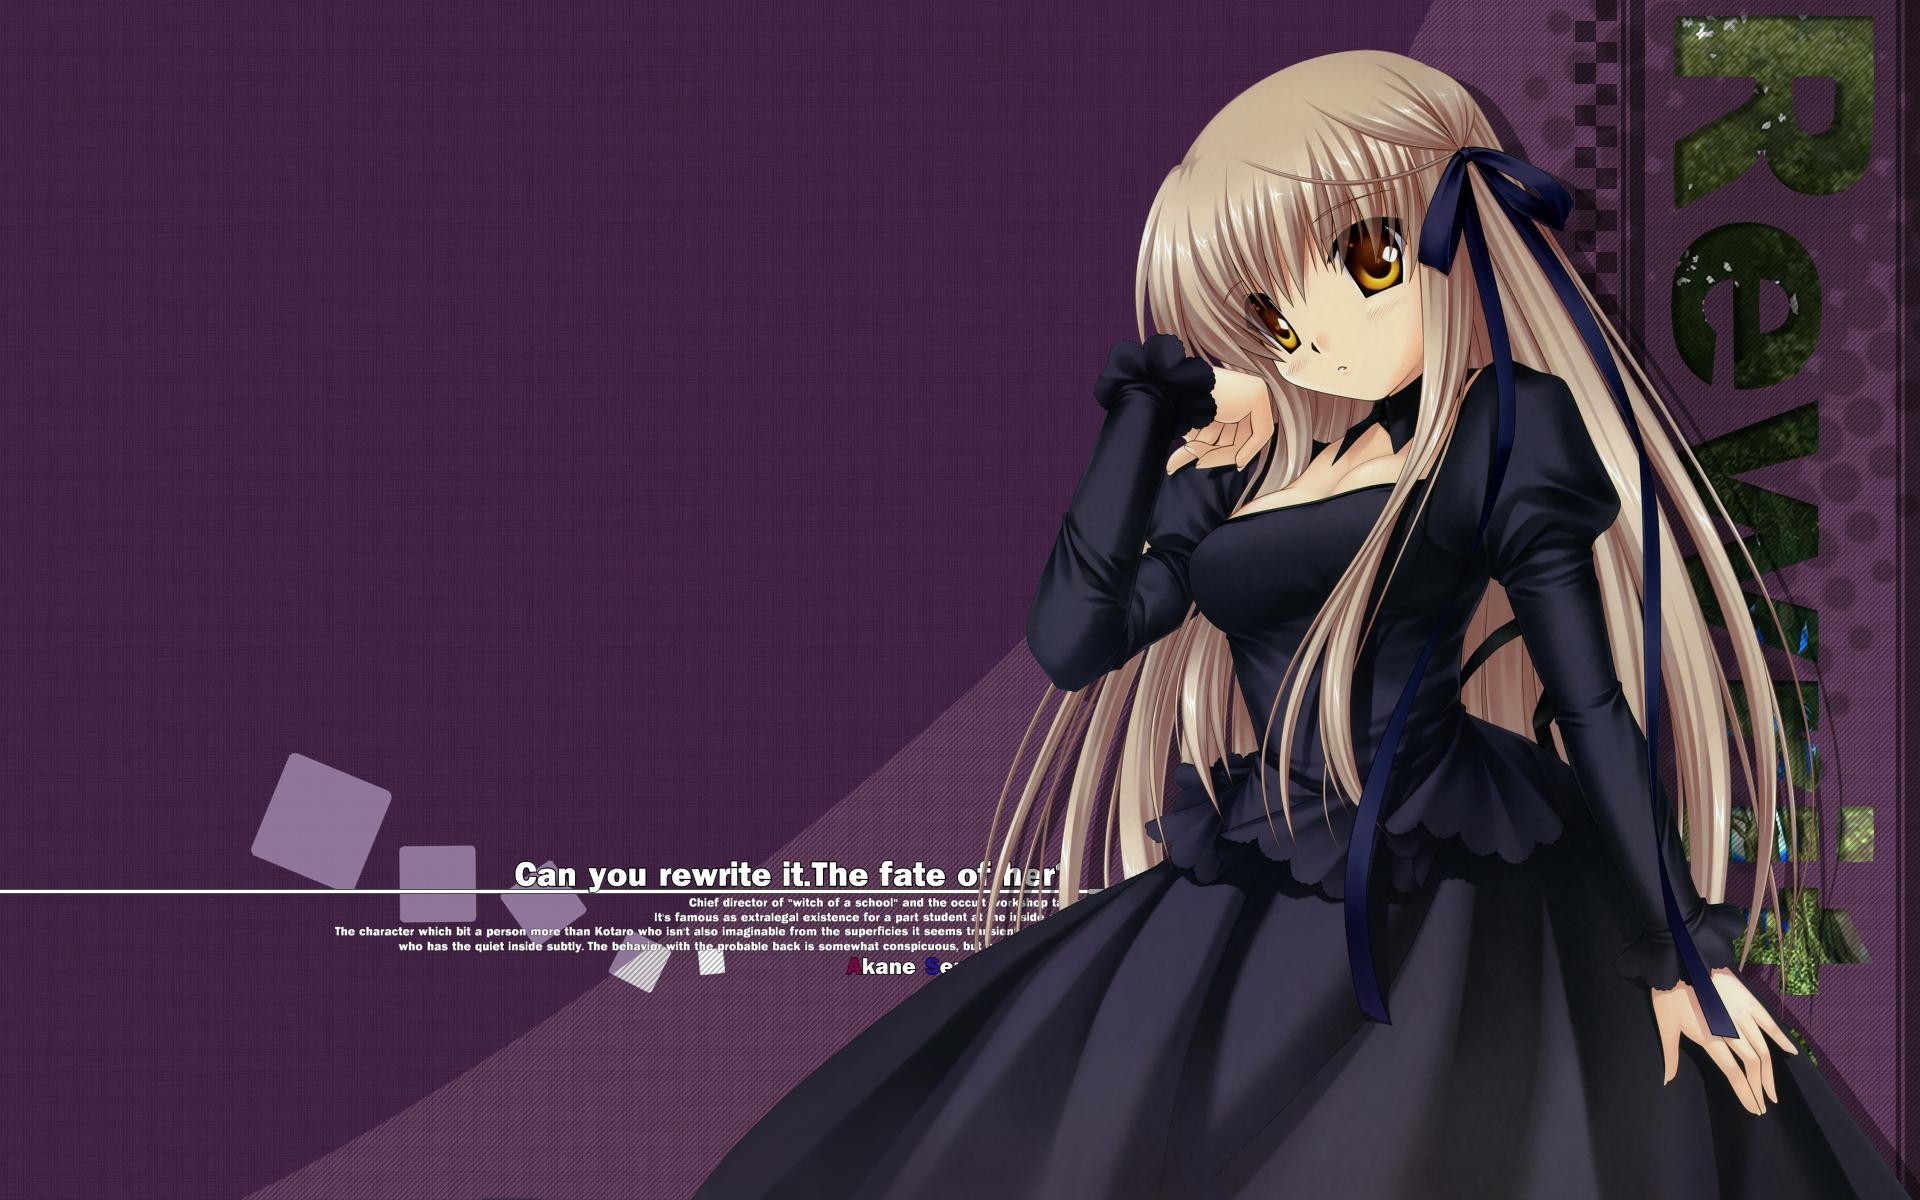 Rewrite
Can you rewrite it.The fate of her
Chief director of "witch of a school" and the occult workshop
It's famous as extralegal existence for a part student at the inside
The character which bit a person more than Kotaro who isn't also imaginable from the superficies it seems transient
who has the quiet inside subtly. The behavior with the probable back is somewhat conspicuous, but
Akane